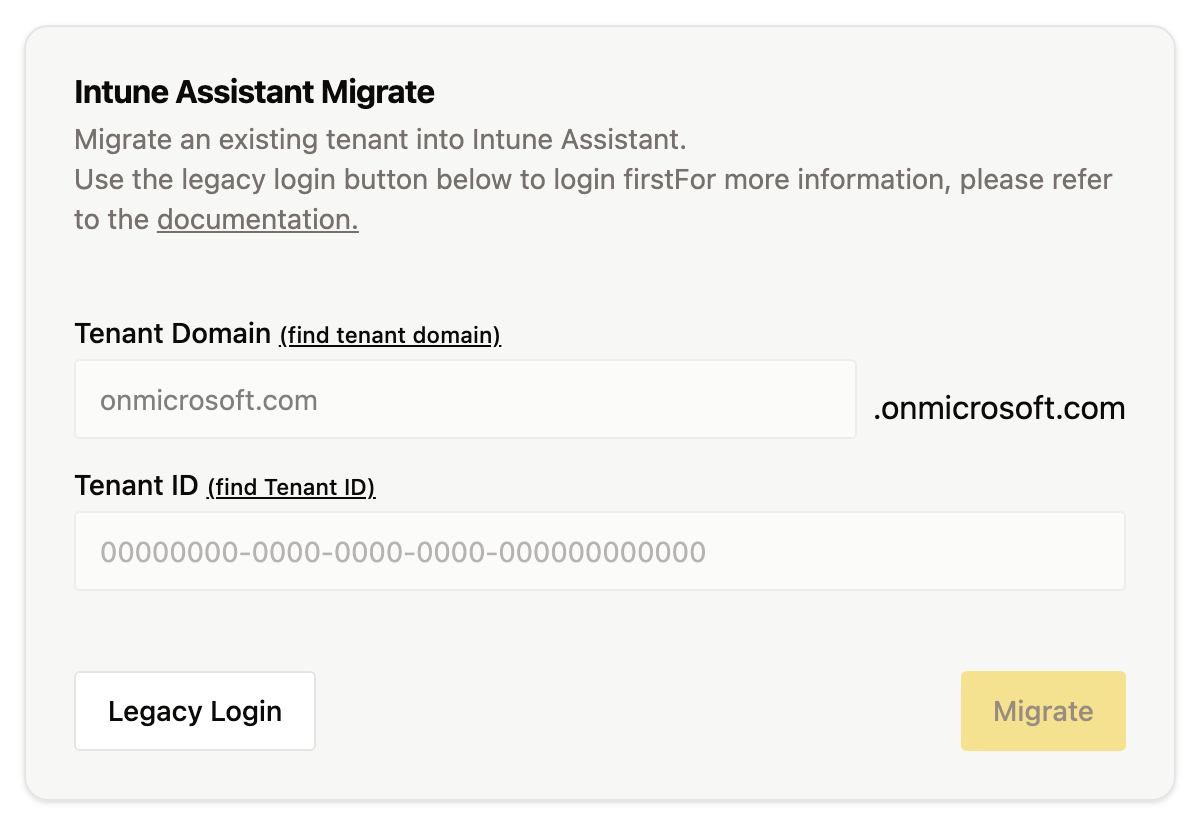 Intune Assistant Migrate
Migrate an existing tenant into Intune Assistant.
Use the legacy login button below to login firstFor more information, please refer
to the documentation.
Tenant Domain (find tenant domain)
onmicrosoft.com .onmicrosoft.com
Tenant ID (find Tenant ID)
00000000-0000-0000-0000-000000000000
Legacy Login Migrate